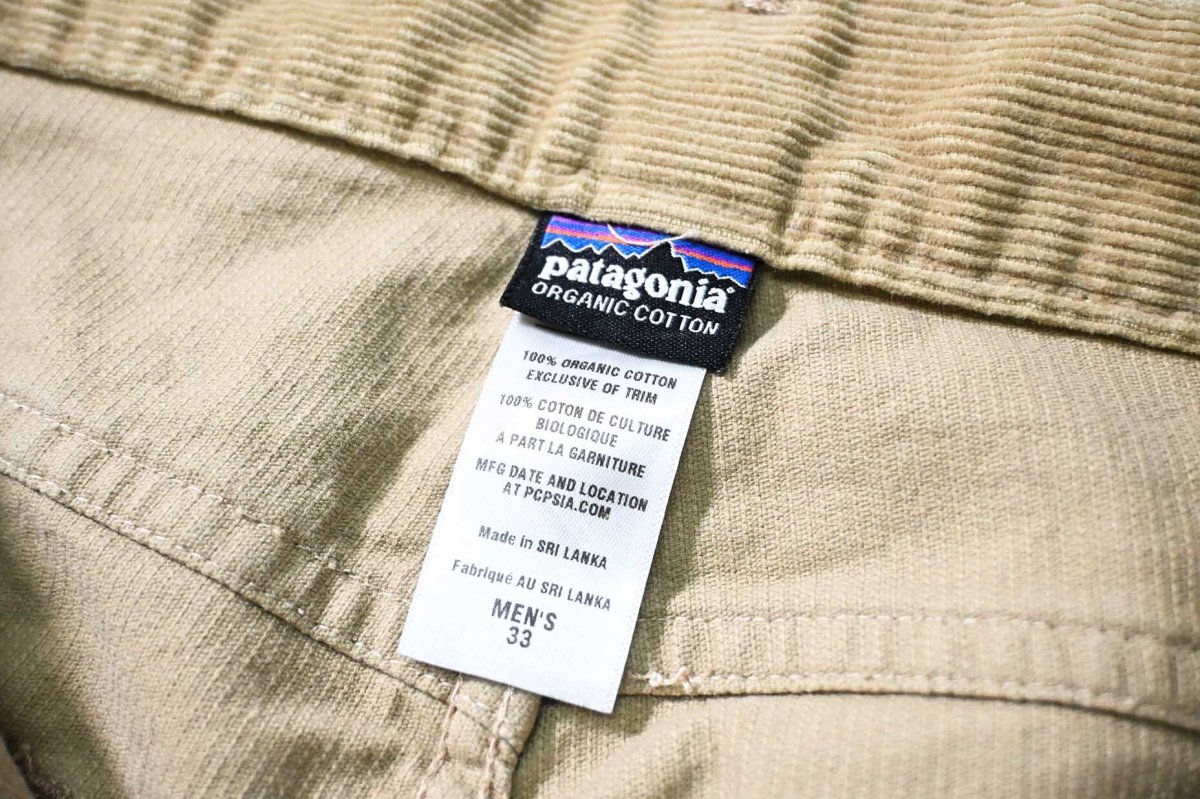 patagonia®
ORGANIC COTTON
100% ORGANIC COTTON
EXCLUSIVE OF TRIM
100% COTON DE CULTURE
BIOLOGIQUE
A PART LA GARNITURE
MFG DATE AND LOCATION
AT PCPSIA.COM
Made in SRI LANKA
Fabriqué AU SRI LANKA
MEN'S
33